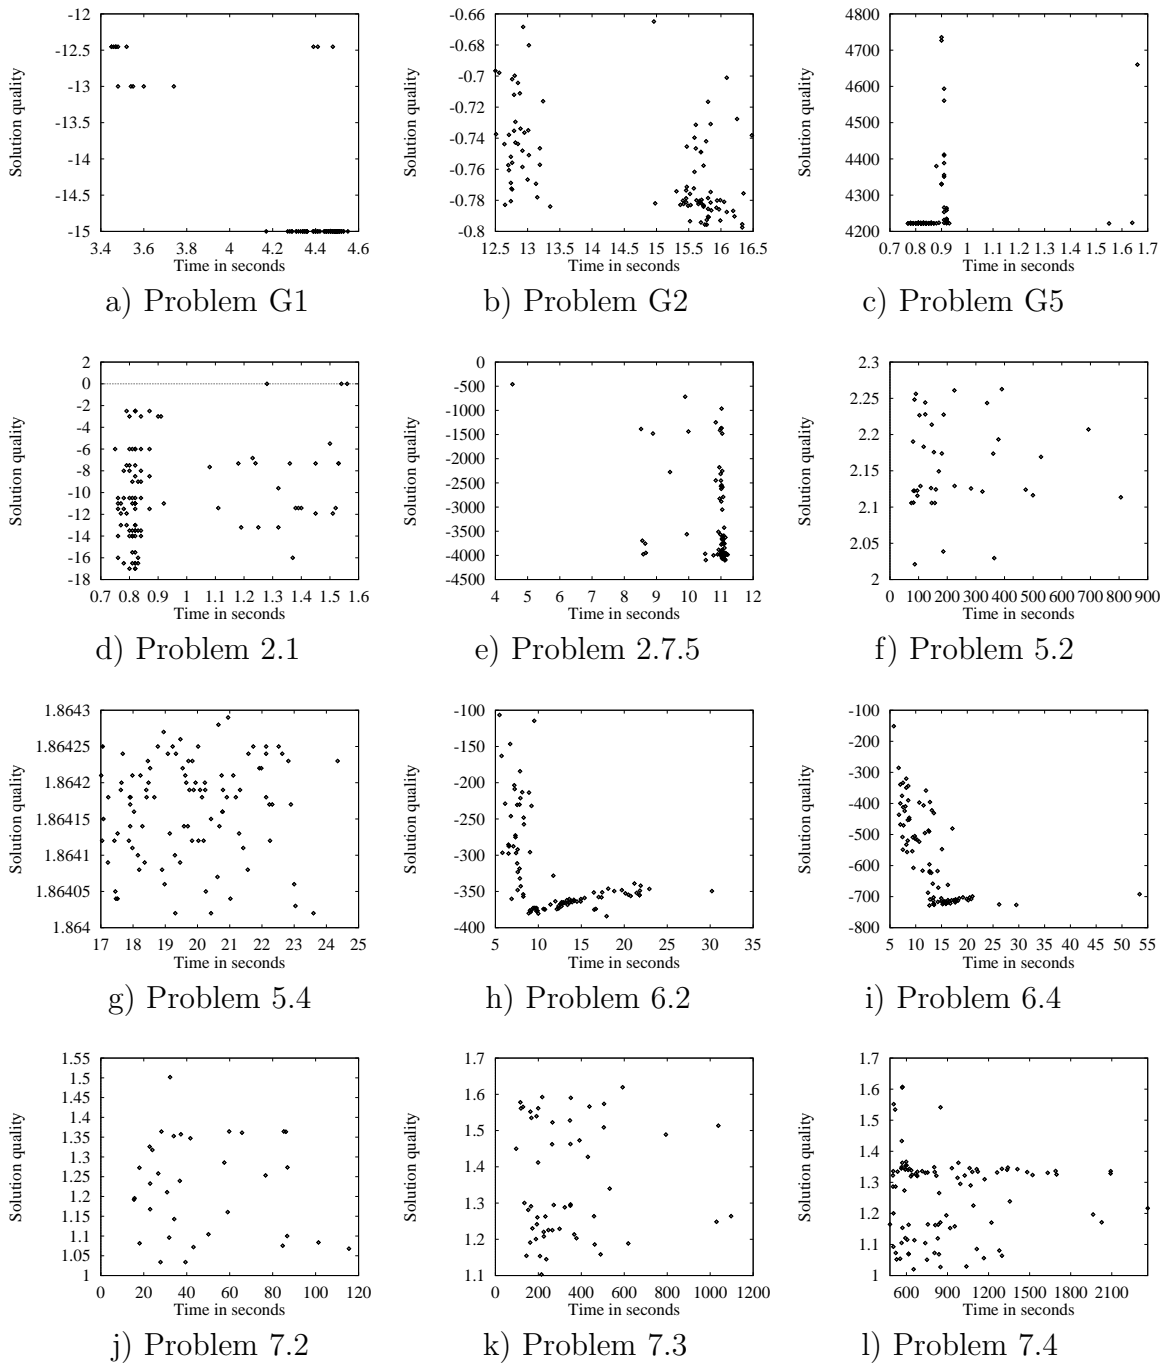 -12
-12.5
-13
-13.5
-14
-14.5
-15
3.4 3.6 3.8 4 4.2 4.4 4.6
Solution quality
Time in seconds
a) Problem G1
-0.66
-0.68
-0.7
-0.72
-0.74
-0.76
-0.78
-0.8
12.5 13 13.5 14 14.5 15 15.5 16 16.5
Solution quality
Time in seconds
b) Problem G2
4800
4700
4600
4500
4400
4300
4200
0.7 0.8 0.9 1 1.1 1.2 1.3 1.4 1.5 1.6 1.7
Solution quality
Time in seconds
c) Problem G5
2
0
-2
-4
-6
-8
-10
-12
-14
-16
-18
0.7 0.8 0.9 1 1.1 1.2 1.3 1.4 1.5 1.6
Solution quality
Time in seconds
d) Problem 2.1
0
-500
-1000
-1500
-2000
-2500
-3000
-3500
-4000
-4500
4 5 6 7 8 9 10 11 12
Solution quality
Time in seconds
e) Problem 2.7.5
2.3
2.25
2.2
2.15
2.1
2.05
2
0 100 200 300 400 500 600 700 800 900
Solution quality
Time in seconds
f) Problem 5.2
1.8643
1.86425
1.8642
1.86415
1.8641
1.86405
1.864
17 18 19 20 21 22 23 24 25
Solution quality
Time in seconds
g) Problem 5.4
-100
-150
-200
-250
-300
-350
-400
5 10 15 20 25 30 35
Solution quality
Time in seconds
h) Problem 6.2
-100
-200
-300
-400
-500
-600
-700
-800
5 10 15 20 25 30 35 40 45 50 55
Solution quality
Time in seconds
i) Problem 6.4
1.55
1.5
1.45
1.4
1.35
1.3
1.25
1.2
1.15
1.1
1.05
1
0 20 40 60 80 100 120
Solution quality
Time in seconds
j) Problem 7.2
1.7
1.6
1.5
1.4
1.3
1.2
1.1
0 200 400 600 800 1000 1200
Solution quality
Time in seconds
k) Problem 7.3
1.7
1.6
1.5
1.4
1.3
1.2
1.1
1
600 900 1200 1500 1800 2100
Solution quality
Time in seconds
l) Problem 7.4